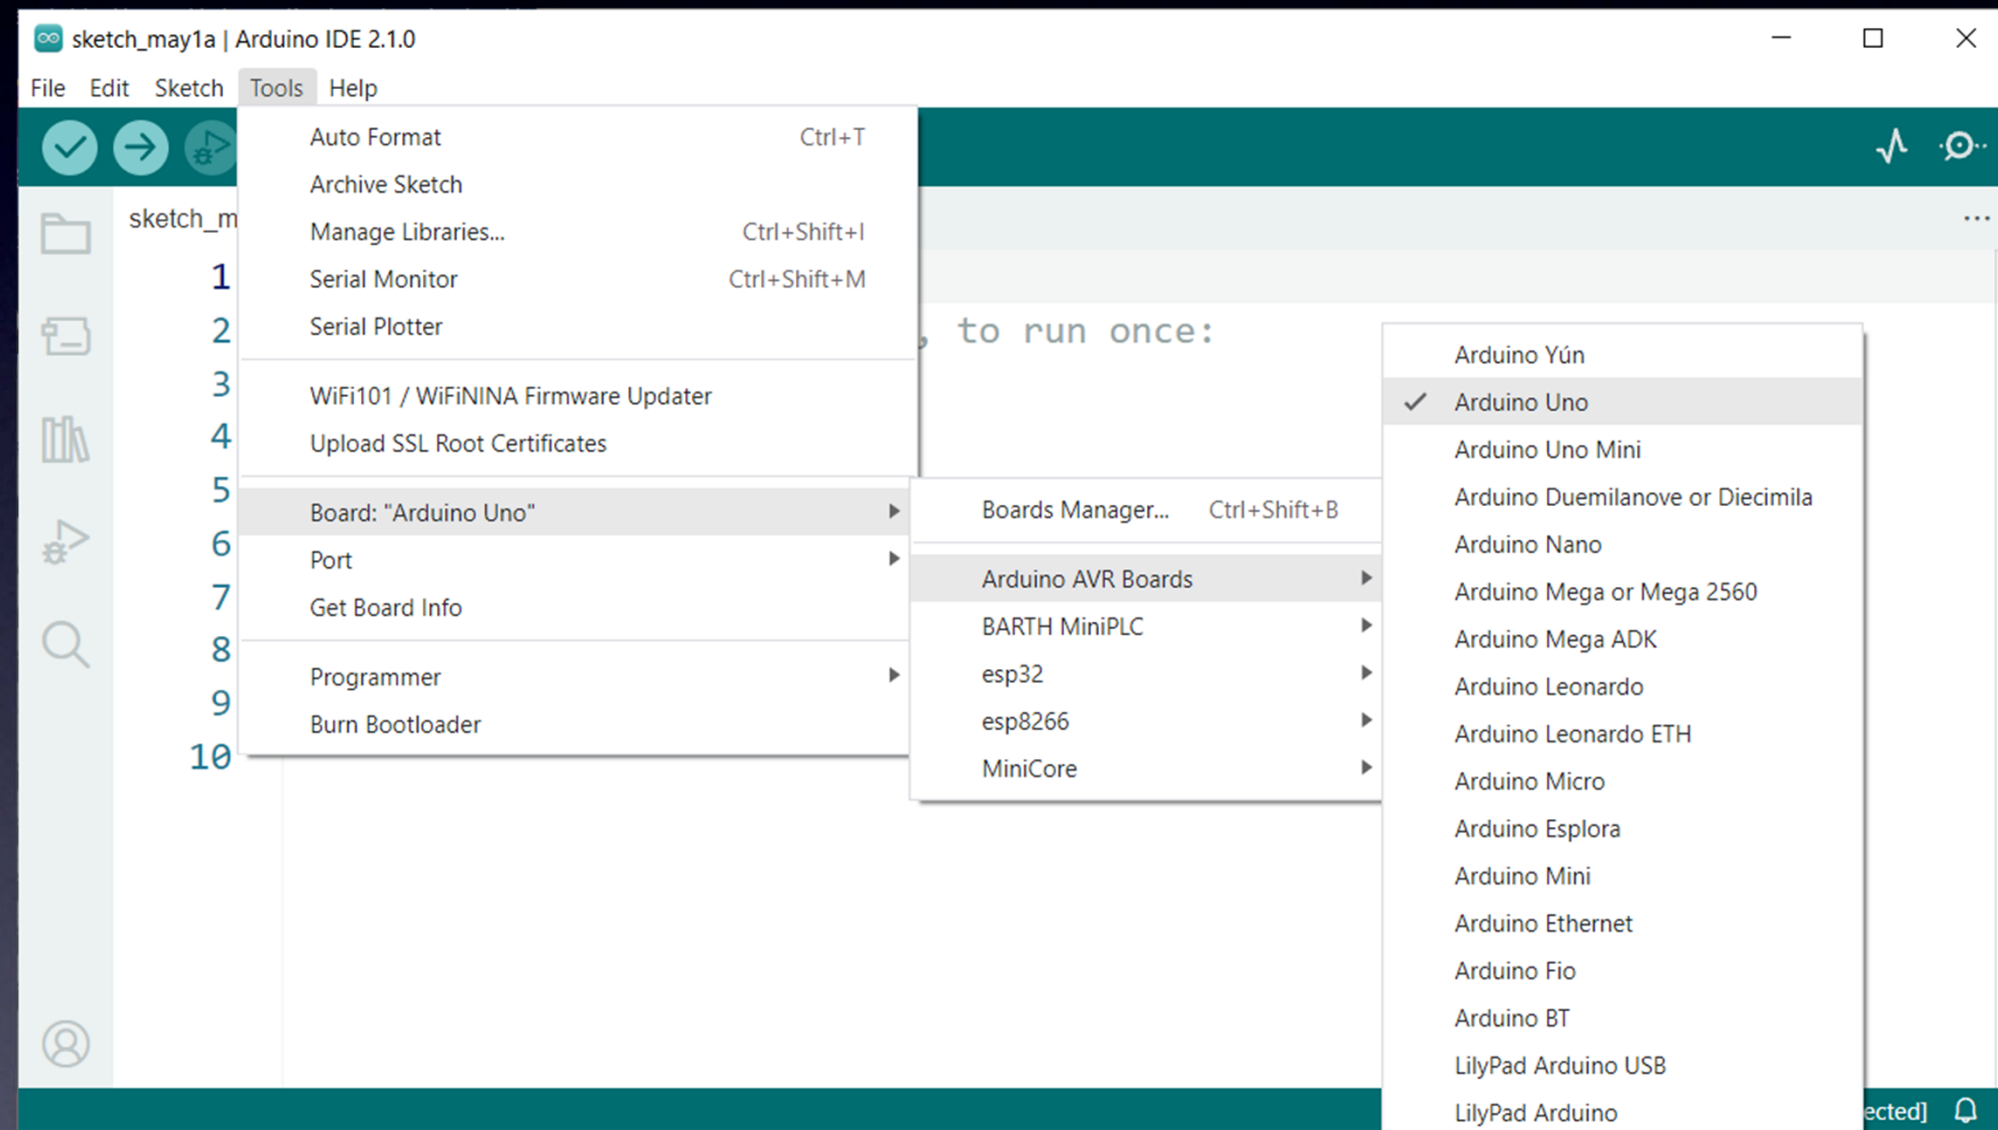 sketch_may1a | Arduino IDE 2.1.0
File Edit Sketch Tools Help
Auto Format Ctrl+T
Archive Sketch
Manage Libraries... Ctrl+Shift+I
Serial Monitor Ctrl+Shift+M
Serial Plotter
WiFi101 / WiFiNINA Firmware Updater
Upload SSL Root Certificates
Board: "Arduino Uno"
Port
Get Board Info
Programmer
Burn Bootloader
sketch_m
1
2 , to run once:
3
4
5
6
7
8
9
10
Boards Manager... Ctrl+Shift+B
Arduino AVR Boards
BARTH MiniPLC
esp32
esp8266
MiniCore
Arduino Yún
Arduino Uno
Arduino Uno Mini
Arduino Duemilanove or Diecimila
Arduino Nano
Arduino Mega or Mega 2560
Arduino Mega ADK
Arduino Leonardo
Arduino Leonardo ETH
Arduino Micro
Arduino Esplora
Arduino Mini
Arduino Ethernet
Arduino Fio
Arduino BT
LilyPad Arduino USB
LilyPad Arduino
ected]